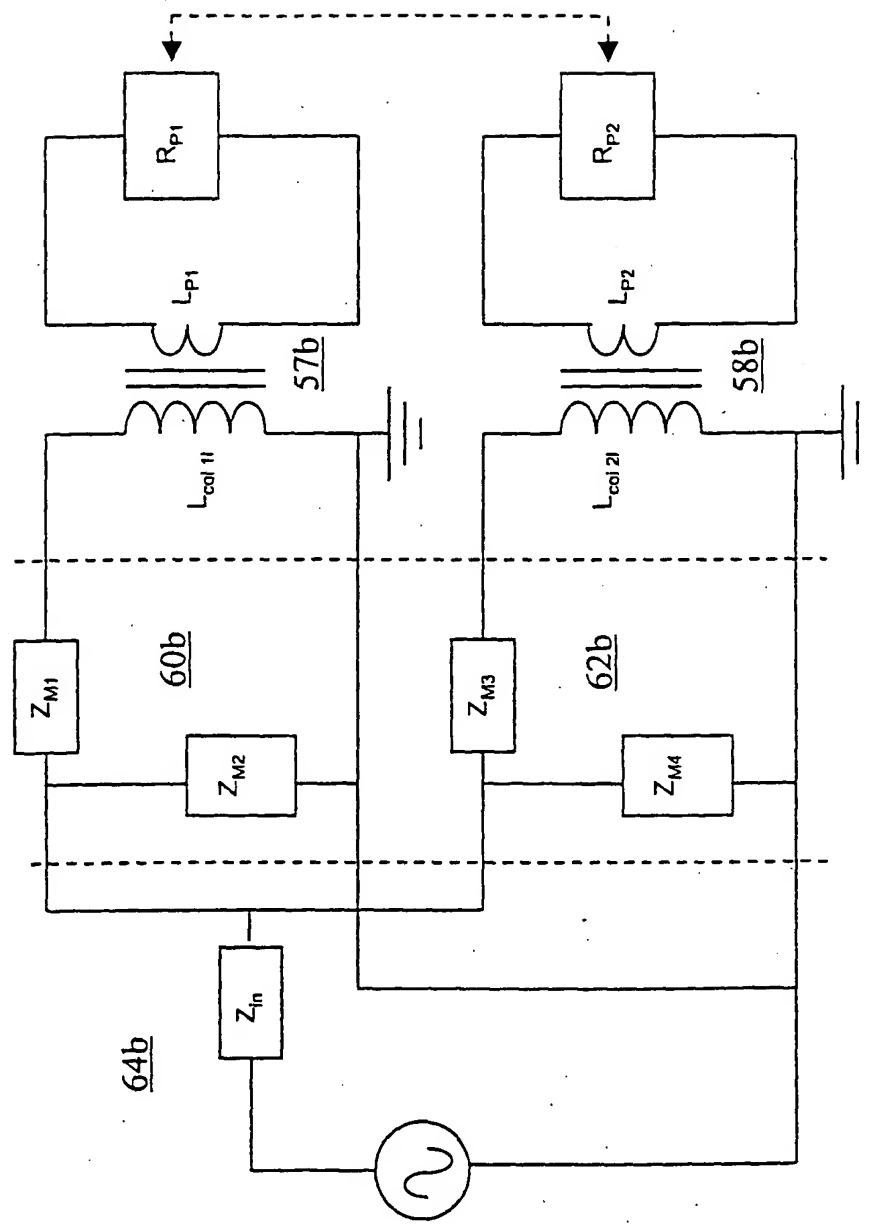 64b
Z_in
Z_M1
60b
Z_M2
Z_M3
62b
Z_M4
L_coil 1l
57b
L_P1
R_P1
L_coil 2l
58b
L_P2
R_P2